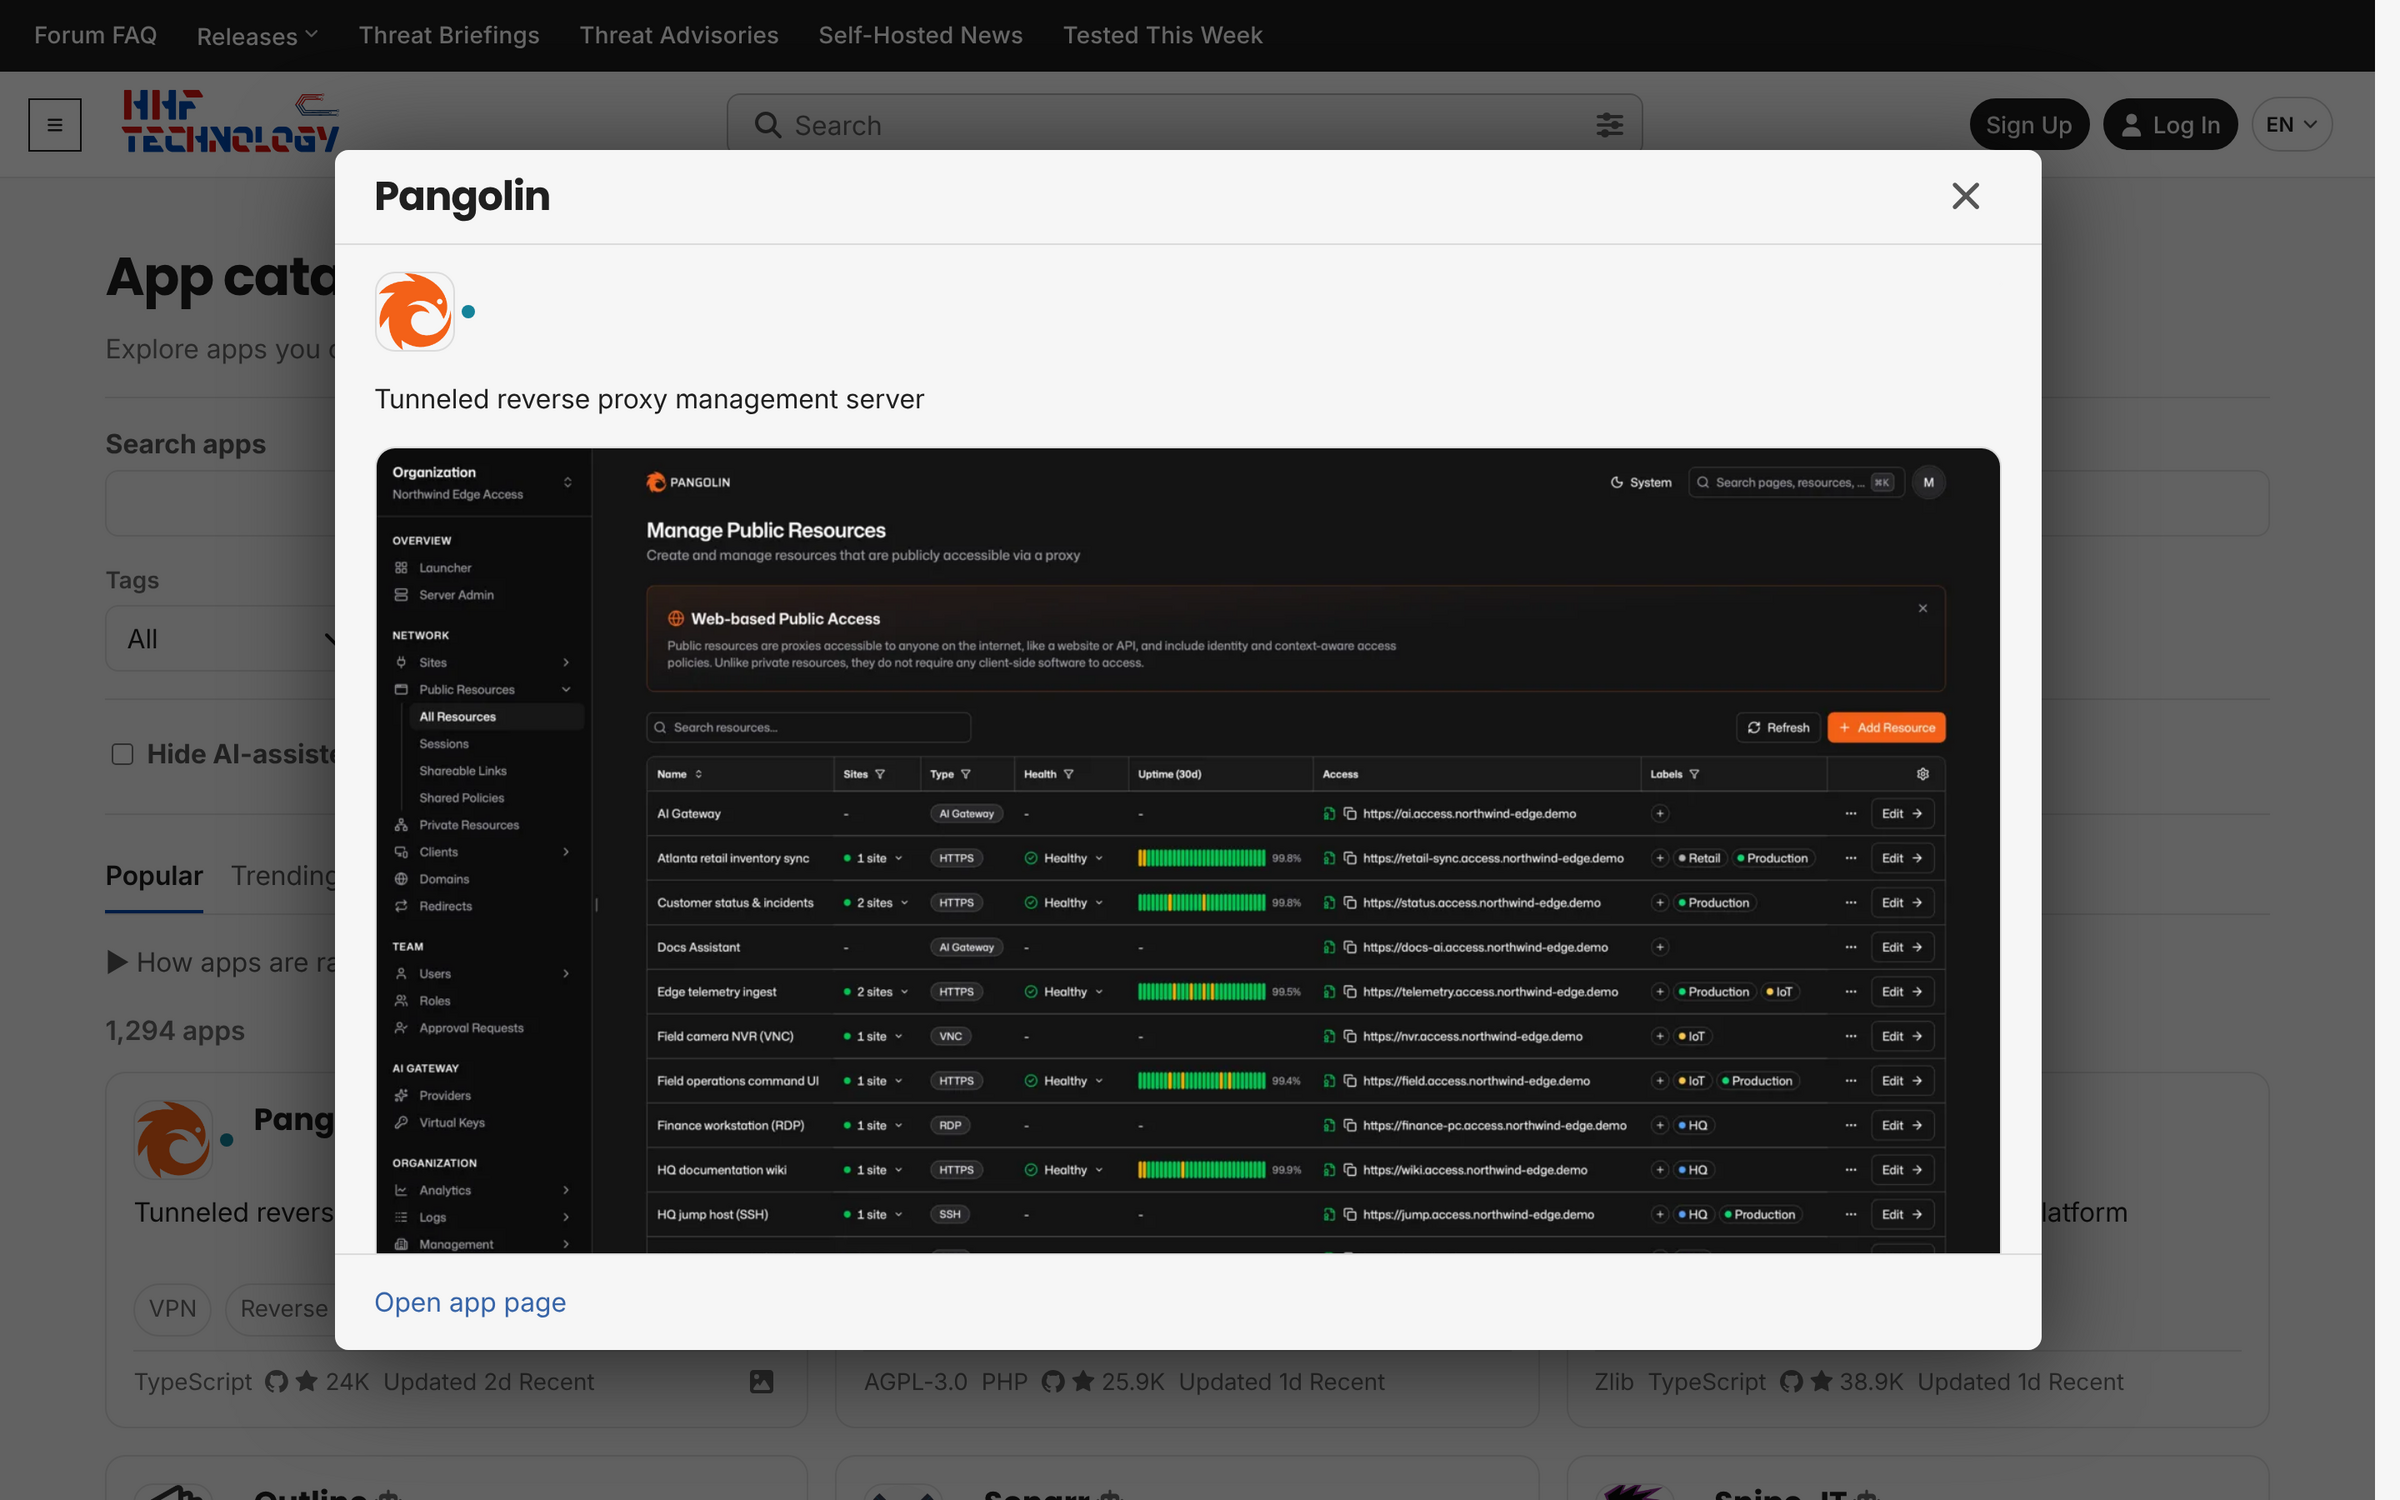 Forum FAQ Releases Threat Briefings Threat Advisories Self-Hosted News Tested This Week
HHF TECHNOLOGY
Search
Sign Up
Log In
EN
Pangolin
App cata
Explore apps you
Search apps
Tags
All
Hide AI-assiste
Popular Trending
How apps are ra
1,294 apps
Pang
Tunneled revers
VPN Reverse
TypeScript 24K Updated 2d Recent
AGPL-3.0 PHP 25.9K Updated 1d Recent
latform
Zlib TypeScript 38.9K Updated 1d Recent
Tunneled reverse proxy management server
Organization
Northwind Edge Access
OVERVIEW
Launcher
Server Admin
NETWORK
Sites
Public Resources
All Resources
Sessions
Shareable Links
Shared Policies
Private Resources
Clients
Domains
Redirects
TEAM
Users
Roles
Approval Requests
AI GATEWAY
Providers
Virtual Keys
ORGANIZATION
Analytics
Logs
Management
PANGOLIN
System
Search pages, resources, ... ⌘K
M
Manage Public Resources
Create and manage resources that are publicly accessible via a proxy
Web-based Public Access
Public resources are proxies accessible to anyone on the internet, like a website or API, and include identity and context-aware access
policies. Unlike private resources, they do not require any client-side software to access.
Search resources...
Refresh
+ Add Resource
Name Sites Type Health Uptime (30d) Access Labels
AI Gateway - AI Gateway - - https://ai.access.northwind-edge.demo + ... Edit →
Atlanta retail inventory sync 1 site HTTPS Healthy 99.8% https://retail-sync.access.northwind-edge.demo + Retail Production ... Edit →
Customer status & incidents 2 sites HTTPS Healthy 99.8% https://status.access.northwind-edge.demo + Production ... Edit →
Docs Assistant - AI Gateway - - https://docs-ai.access.northwind-edge.demo + ... Edit →
Edge telemetry ingest 2 sites HTTPS Healthy 99.5% https://telemetry.access.northwind-edge.demo + Production IoT ... Edit →
Field camera NVR (VNC) 1 site VNC - - https://nvr.access.northwind-edge.demo + IoT ... Edit →
Field operations command UI 1 site HTTPS Healthy 99.4% https://field.access.northwind-edge.demo + IoT Production ... Edit →
Finance workstation (RDP) 1 site RDP - - https://finance-pc.access.northwind-edge.demo + HQ ... Edit →
HQ documentation wiki 1 site HTTPS Healthy 99.9% https://wiki.access.northwind-edge.demo + HQ ... Edit →
HQ jump host (SSH) 1 site SSH - - https://jump.access.northwind-edge.demo + HQ Production ... Edit →
Open app page